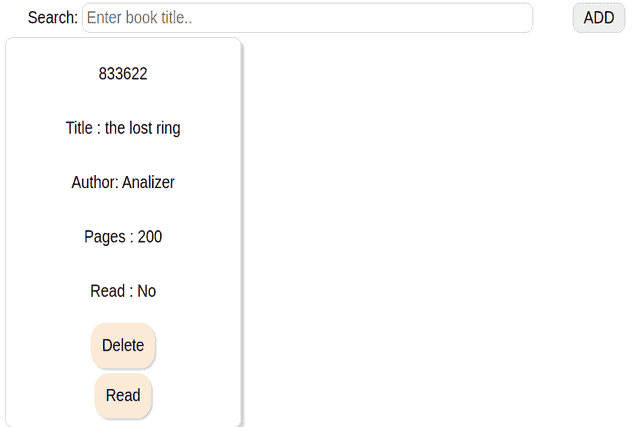 Search: Enter book title.. ADD
833622
Title : the lost ring
Author: Analizer
Pages : 200
Read : No
Delete
Read